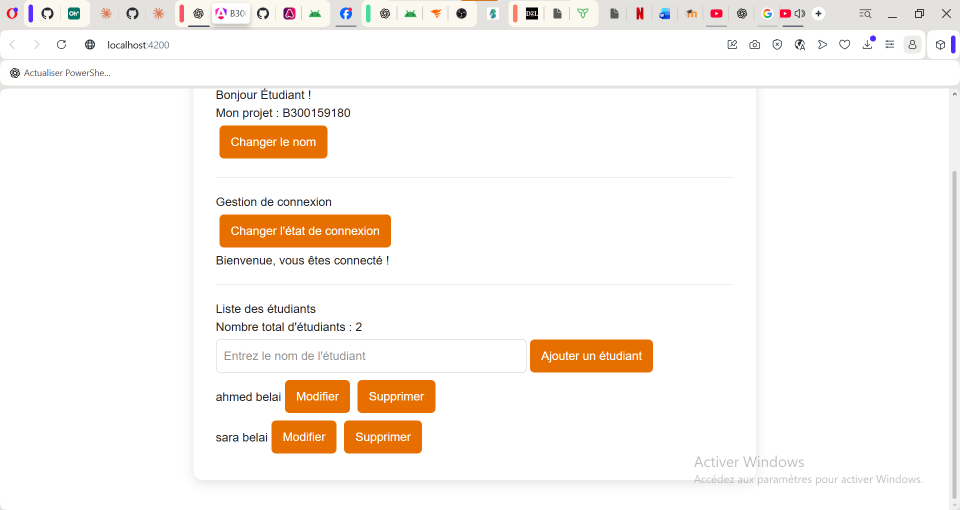 B30
D2L
N
localhost:4200
Actualiser PowerShe...
Bonjour Étudiant !
Mon projet : B300159180
Changer le nom
Gestion de connexion
Changer l'état de connexion
Bienvenue, vous êtes connecté !
Liste des étudiants
Nombre total d'étudiants : 2
Entrez le nom de l'étudiant Ajouter un étudiant
ahmed belai Modifier Supprimer
sara belai Modifier Supprimer
Activer Windows
Accédez aux paramètres pour activer Windows.